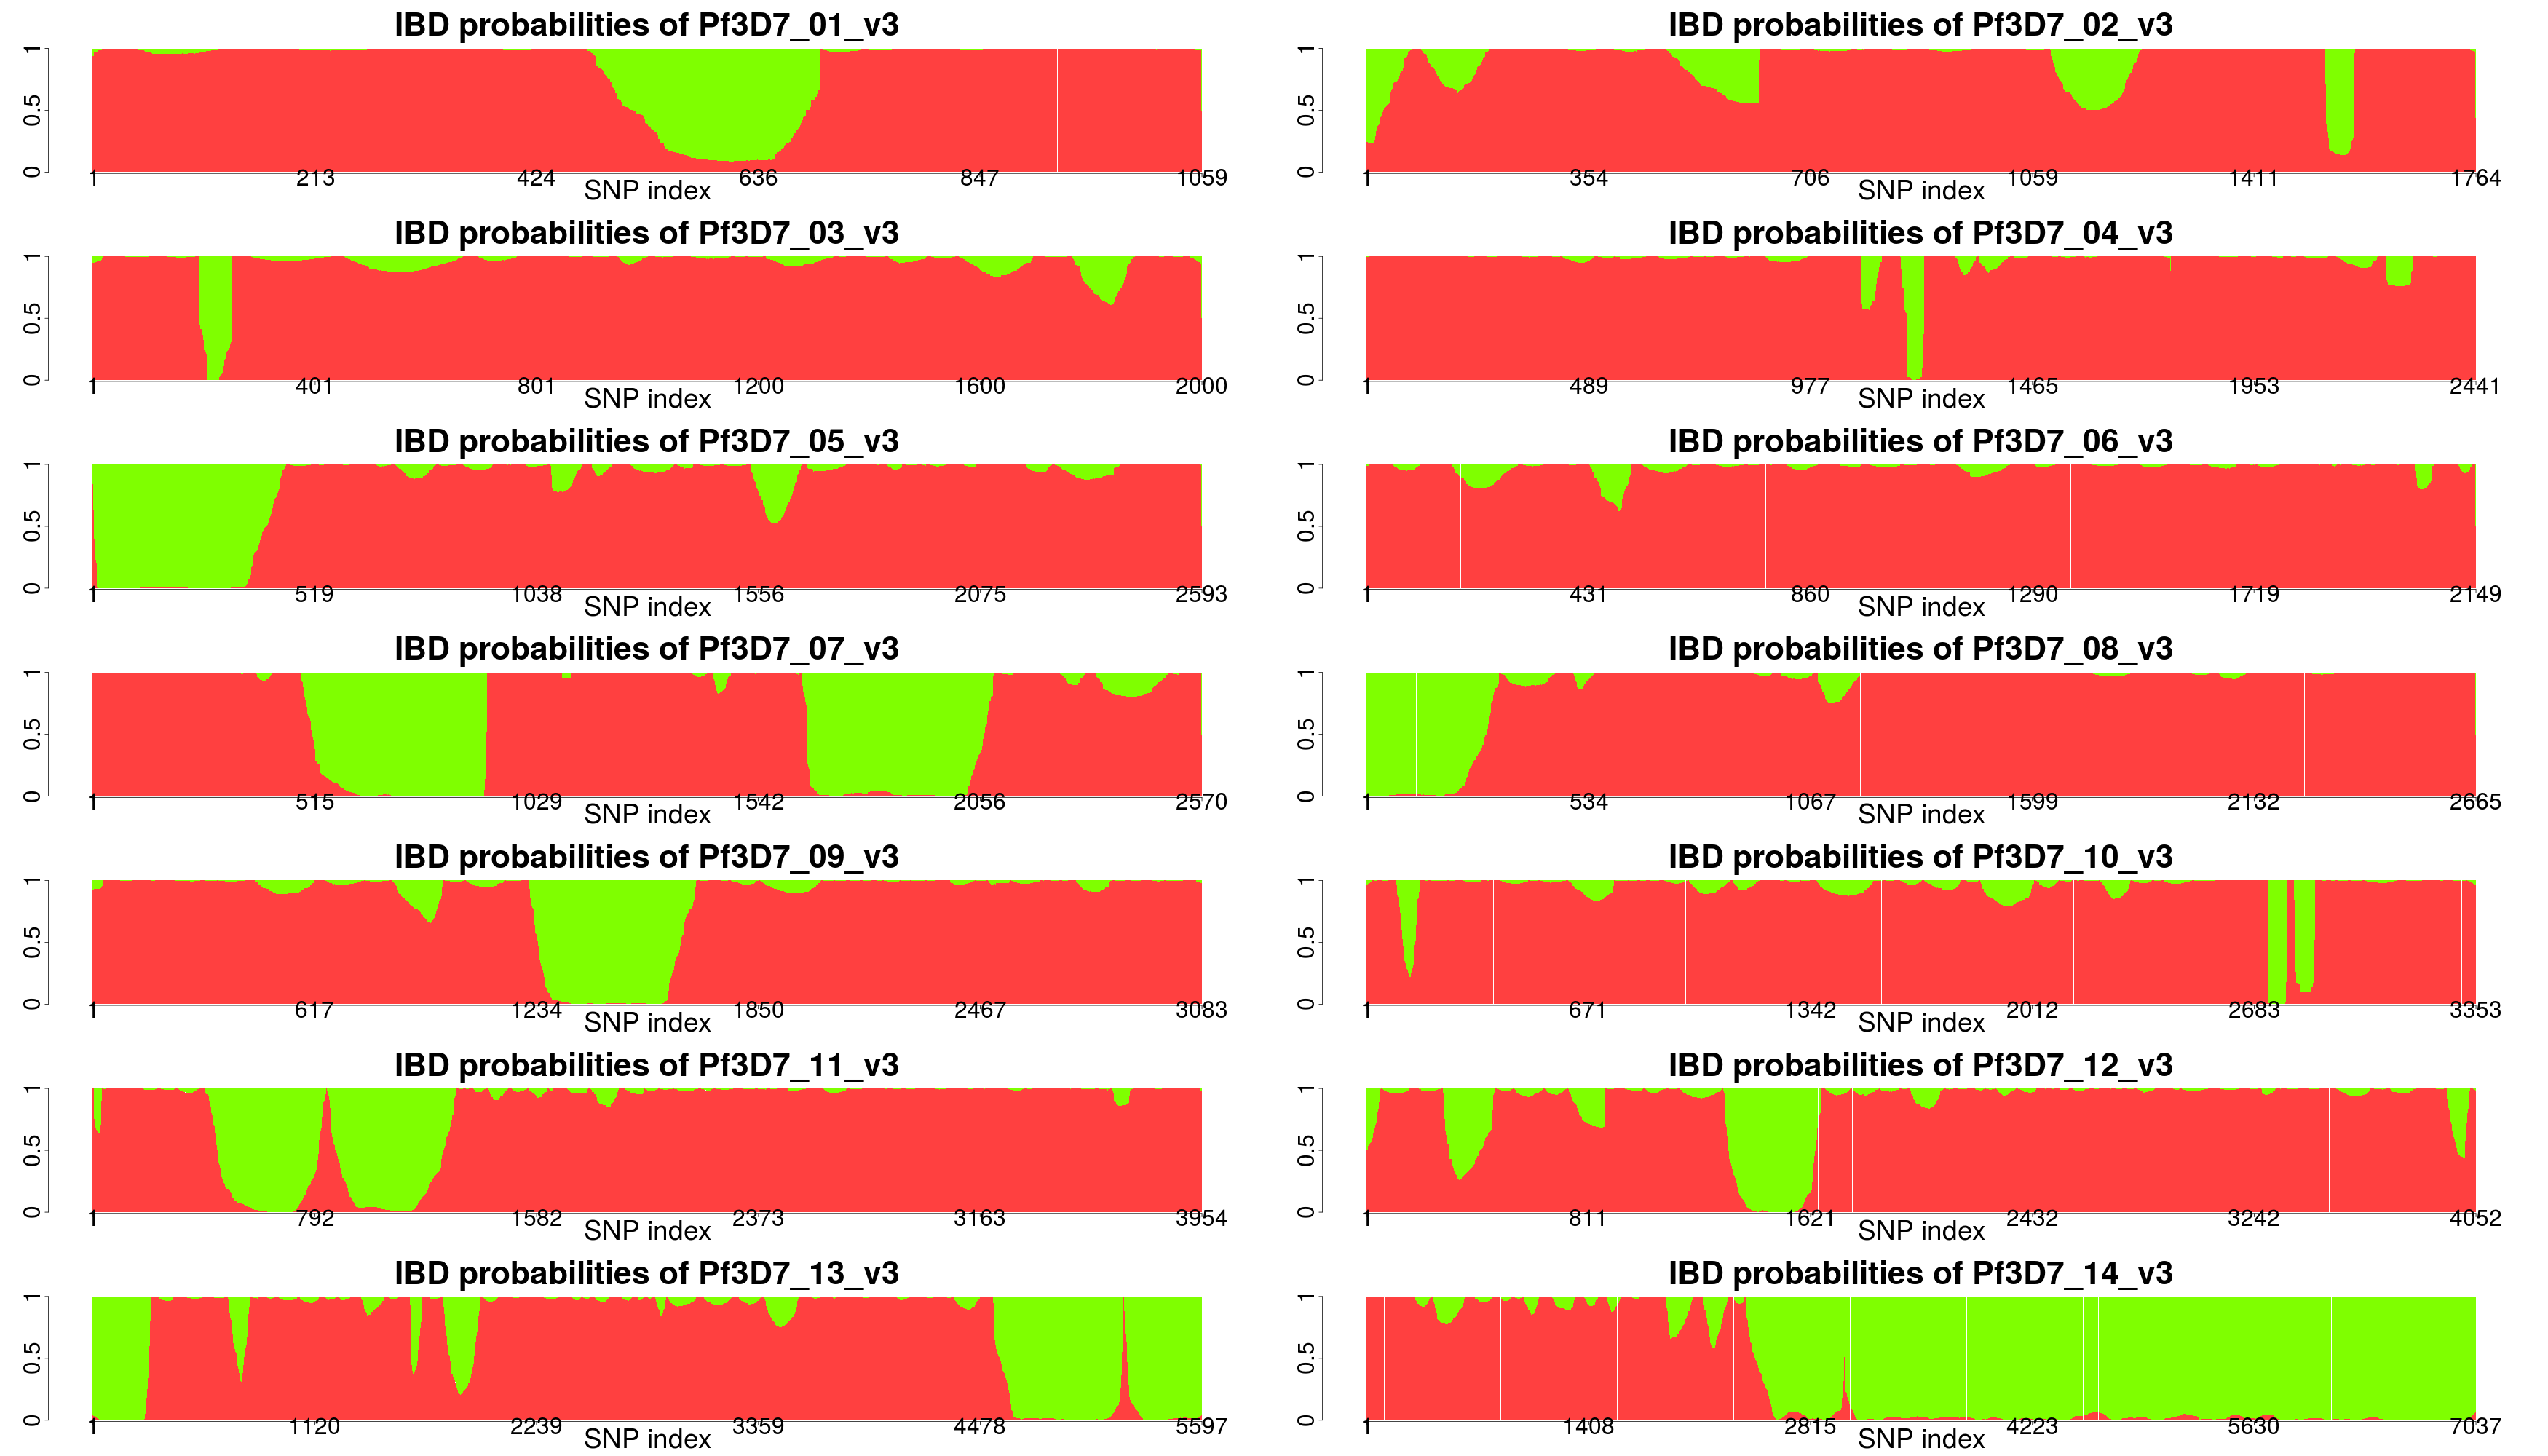 IBD probabilities of Pf3D7_01_v3
1
0.5
0
1 213 424 636 847 1059
SNP index
IBD probabilities of Pf3D7_02_v3
1
0.5
0
1 354 706 1059 1411 1764
SNP index
IBD probabilities of Pf3D7_03_v3
1
0.5
0
1 401 801 1200 1600 2000
SNP index
IBD probabilities of Pf3D7_04_v3
1
0.5
0
1 489 977 1465 1953 2441
SNP index
IBD probabilities of Pf3D7_05_v3
1
0.5
0
1 519 1038 1556 2075 2593
SNP index
IBD probabilities of Pf3D7_06_v3
1
0.5
0
1 431 860 1290 1719 2149
SNP index
IBD probabilities of Pf3D7_07_v3
1
0.5
0
1 515 1029 1542 2056 2570
SNP index
IBD probabilities of Pf3D7_08_v3
1
0.5
0
1 534 1067 1599 2132 2665
SNP index
IBD probabilities of Pf3D7_09_v3
1
0.5
0
1 617 1234 1850 2467 3083
SNP index
IBD probabilities of Pf3D7_10_v3
1
0.5
0
1 671 1342 2012 2683 3353
SNP index
IBD probabilities of Pf3D7_11_v3
1
0.5
0
1 792 1582 2373 3163 3954
SNP index
IBD probabilities of Pf3D7_12_v3
1
0.5
0
1 811 1621 2432 3242 4052
SNP index
IBD probabilities of Pf3D7_13_v3
1
0.5
0
1 1120 2239 3359 4478 5597
SNP index
IBD probabilities of Pf3D7_14_v3
1
0.5
0
1 1408 2815 4223 5630 7037
SNP index